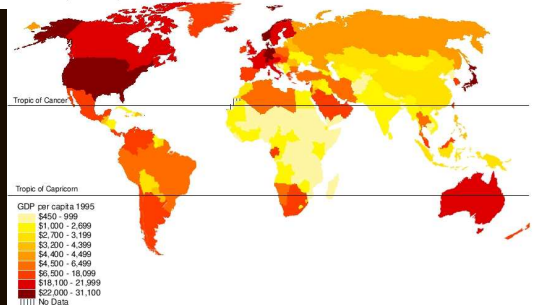 Tropic of Cancer
Tropic of Capricorn
GDP per capita 1995
$450 - 999
$1,000 - 2,699
$2,700 - 3,199
$3,200 - 4,399
$4,400 - 4,499
$4,500 - 6,499
$6,500 - 18,099
$18,100 - 21,999
$22,000 - 31,100
No Data